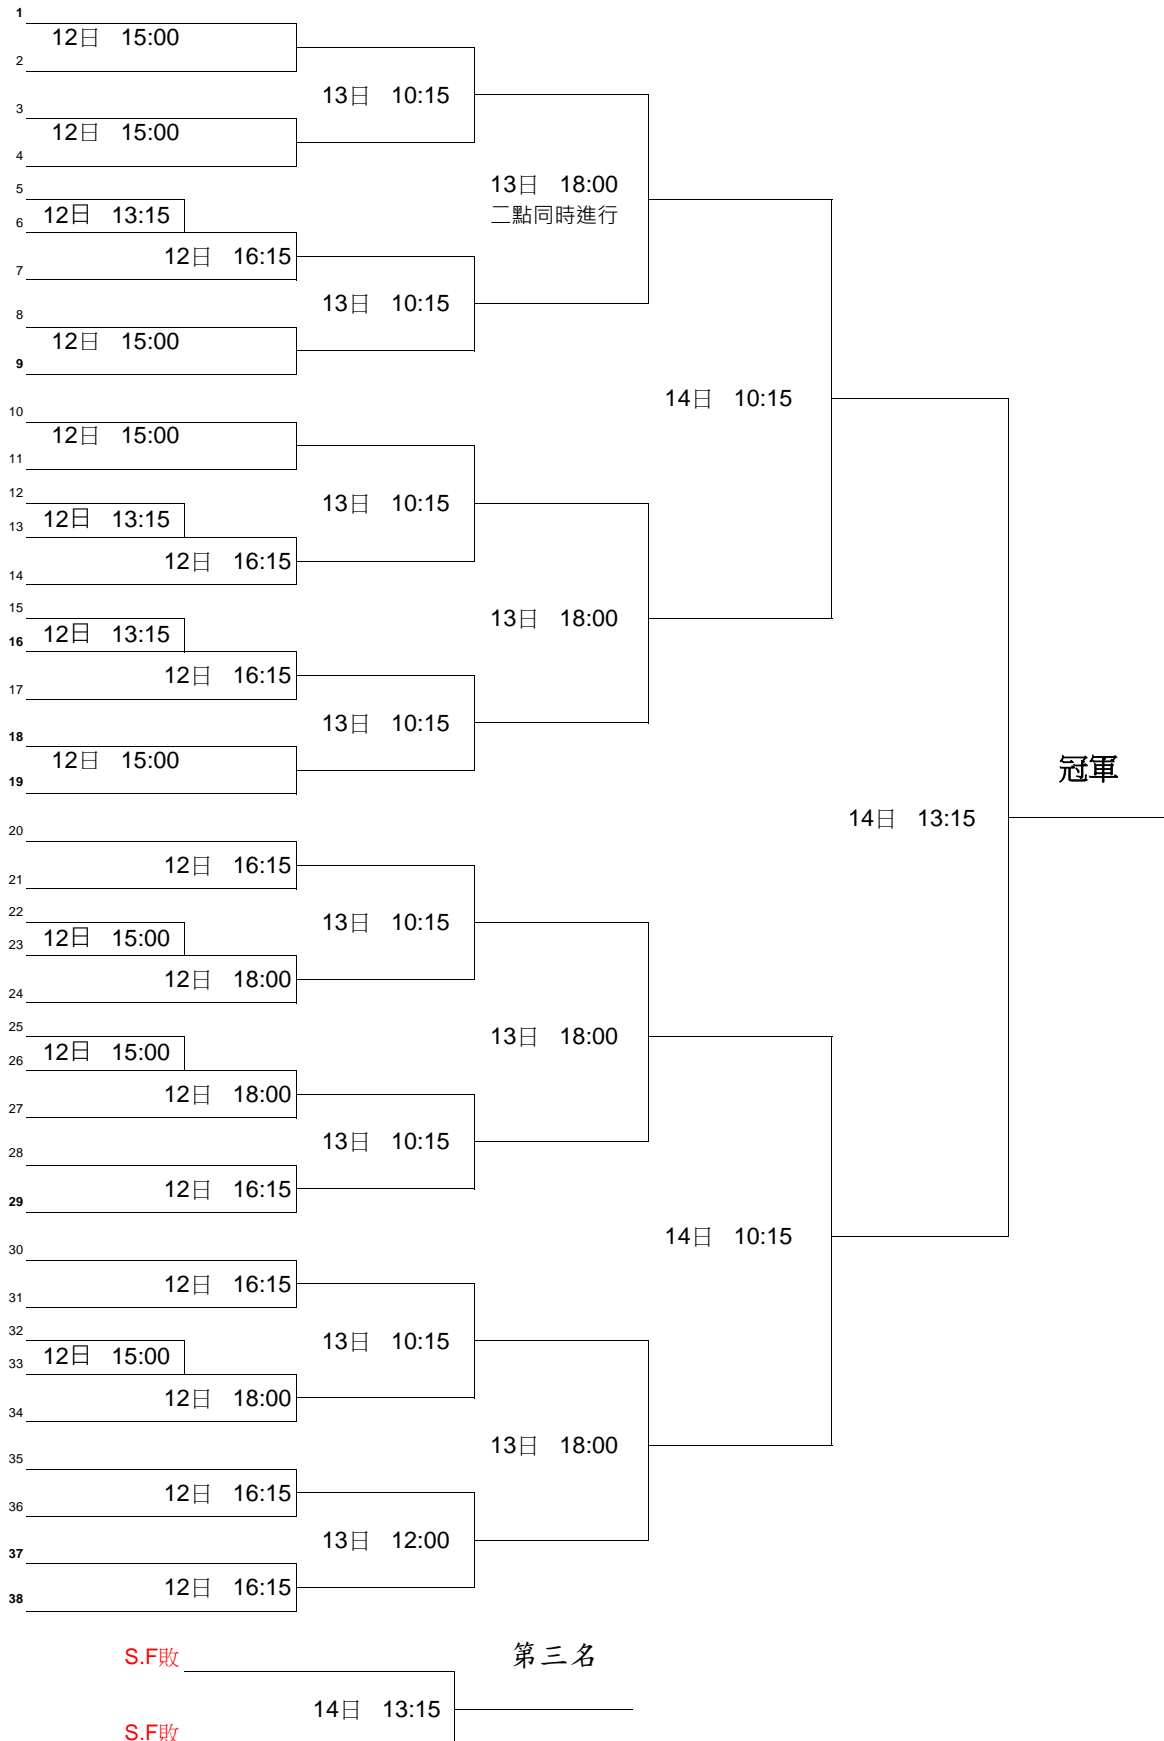 1
12日 15:00
2
13日 10:15
3
12日 15:00
4
13日 18:00
二點同時進行
5
12日 13:15
6
12日 16:15
7
13日 10:15
8
12日 15:00
9
14日 10:15
10
12日 15:00
11
13日 10:15
12
12日 13:15
13
12日 16:15
14
13日 18:00
15
12日 13:15
16
12日 16:15
17
13日 10:15
18
12日 15:00
19
冠軍
14日 13:15
20
12日 16:15
21
13日 10:15
22
12日 15:00
23
12日 18:00
24
13日 18:00
25
12日 15:00
26
12日 18:00
27
13日 10:15
28
12日 16:15
29
14日 10:15
30
12日 16:15
31
13日 10:15
32
12日 15:00
33
12日 18:00
34
13日 18:00
35
12日 16:15
36
13日 12:00
37
12日 16:15
38
S.F敗
第三名
14日 13:15
S.F敗